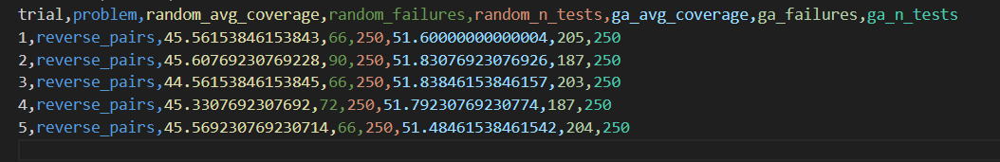 trial,problem,random_avg_coverage,random_failures,random_n_tests,ga_avg_coverage,ga_failures,ga_n_tests
1,reverse_pairs,45.56153846153843,66,250,51.60000000000004,205,250
2,reverse_pairs,45.60769230769228,90,250,51.83076923076926,187,250
3,reverse_pairs,44.56153846153845,66,250,51.83846153846157,203,250
4,reverse_pairs,45.3307692307692,72,250,51.79230769230774,187,250
5,reverse_pairs,45.569230769230714,66,250,51.48461538461542,204,250